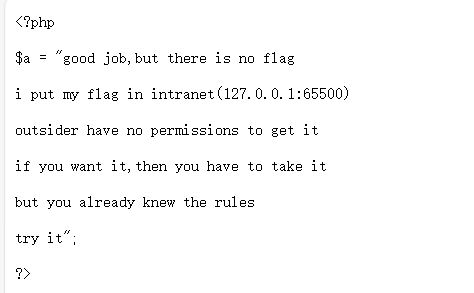 <?php
$a = "good job,but there is no flag
i put my flag in intranet(127.0.0.1:65500)
outsider have no permissions to get it
if you want it,then you have to take it
but you already knew the rules
try it";
?>